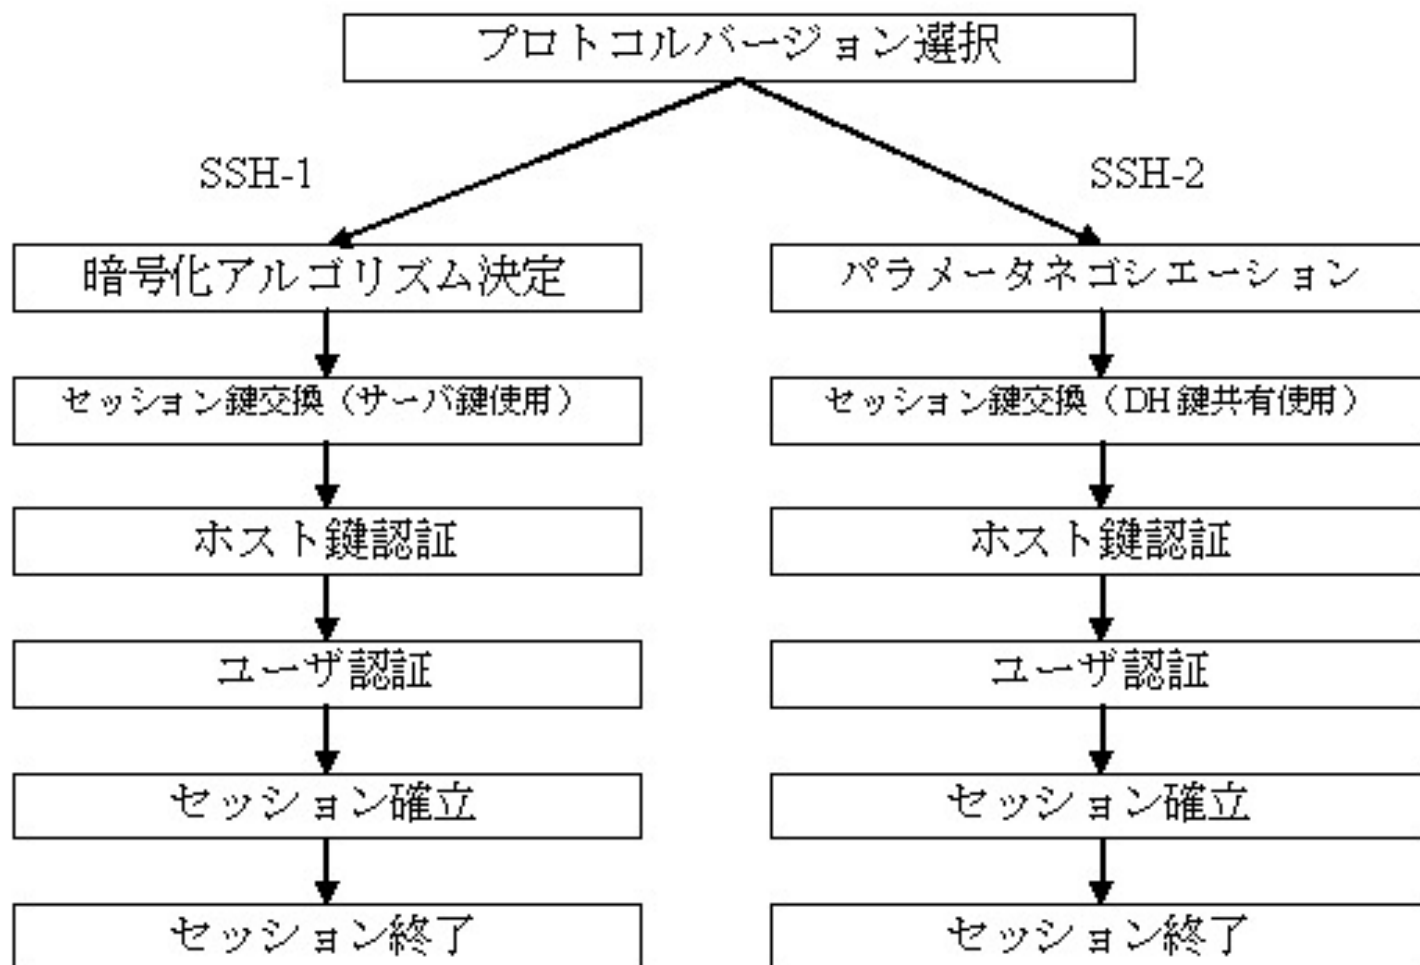 プロトコルバージョン選択
SSH-1
SSH-2
暗号化アルゴリズム決定
パラメータネゴシエーション
セッション鍵交換（サーバ鍵使用）
セッション鍵交換（DH鍵共有使用）
ホスト鍵認証
ホスト鍵認証
ユーザ認証
ユーザ認証
セッション確立
セッション確立
セッション終了
セッション終了